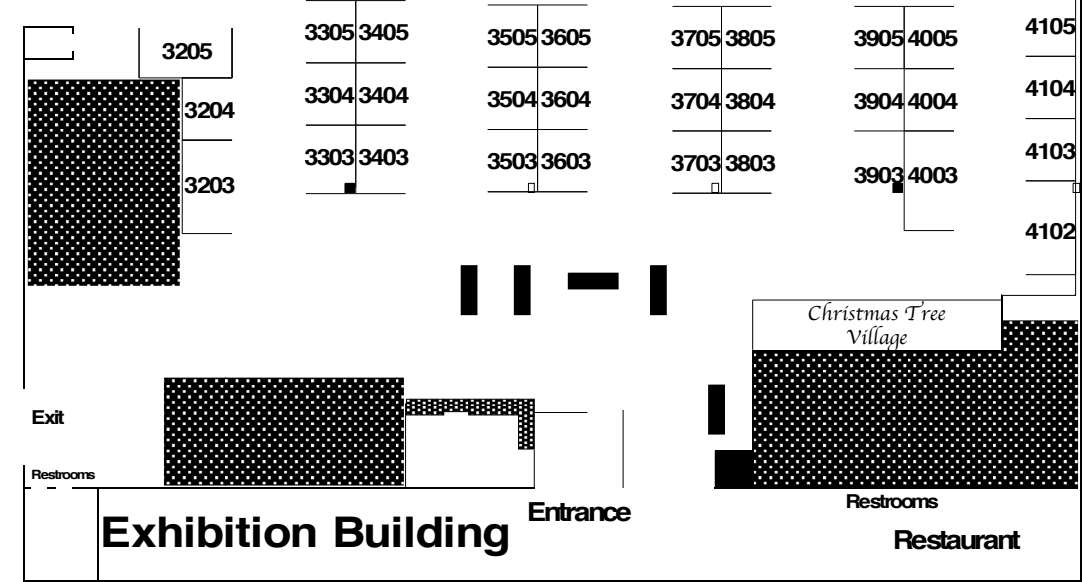 3205
3305 3405
3505 3605
3705 3805
3905 4005
4105
3204
3304 3404
3504 3604
3704 3804
3904 4004
4104
3203
3303 3403
3503 3603
3703 3803
3903 4003
4103
4102
Christmas Tree
Village
Exit
Restrooms
Exhibition Building
Entrance
Restrooms
Restaurant